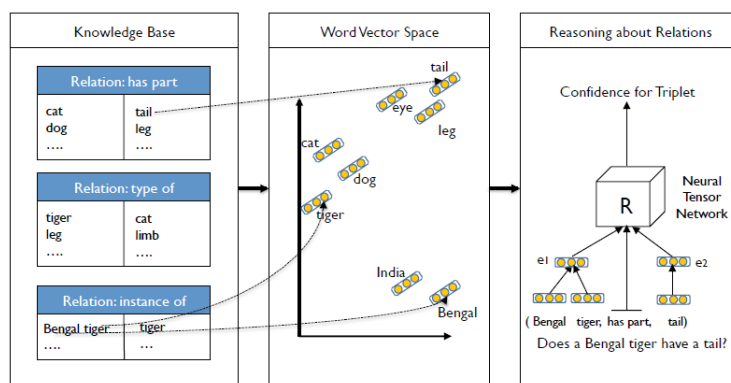 Knowledge Base
Relation: has part
cat tail
dog leg
.... ....
Relation: type of
tiger cat
leg limb
... ...
Relation: instance of
Bengal tiger tiger
.... ...
Word Vector Space
tail
eye
leg
cat
dog
tiger
India
Bengal
Reasoning about Relations
Confidence for Triplet
R
Neural
Tensor
Network
e1
e2
( Bengal tiger, has part, tail)
Does a Bengal tiger have a tail?